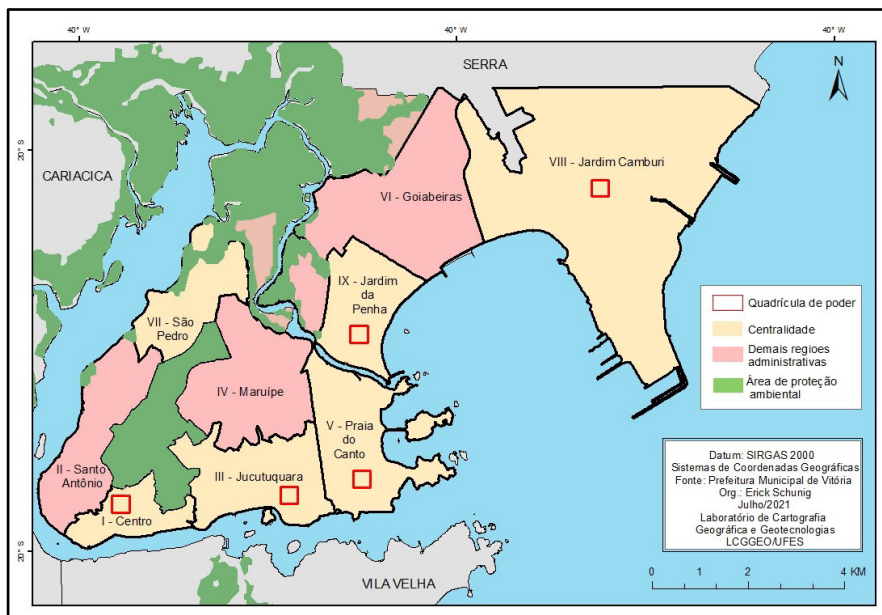 40° W
40° W
40° W
SERRA
N
20° S
20° S
CARIACICA
VIII - Jardim Camburi
VI - Goiabeiras
IX - Jardim
da
Penha
VII - São
Pedro
IV - Maruípe
V - Praia
do
Canto
II - Santo
Antônio
III - Jucutuquara
I - Centro
VILA VELHA
Quadrícula de poder
Centralidade
Demais regioes
administrativas
Área de proteção
ambiental
Datum: SIRGAS 2000
Sistemas de Coordenadas Geográficas
Fonte: Prefeitura Municipal de Vitória
Org.: Erick Schunig
Julho/2021
Laboratório de Cartografia
Geográfica e Geotecnologias
LCGGEO/UFES
0 1 2 4 KM
20° S